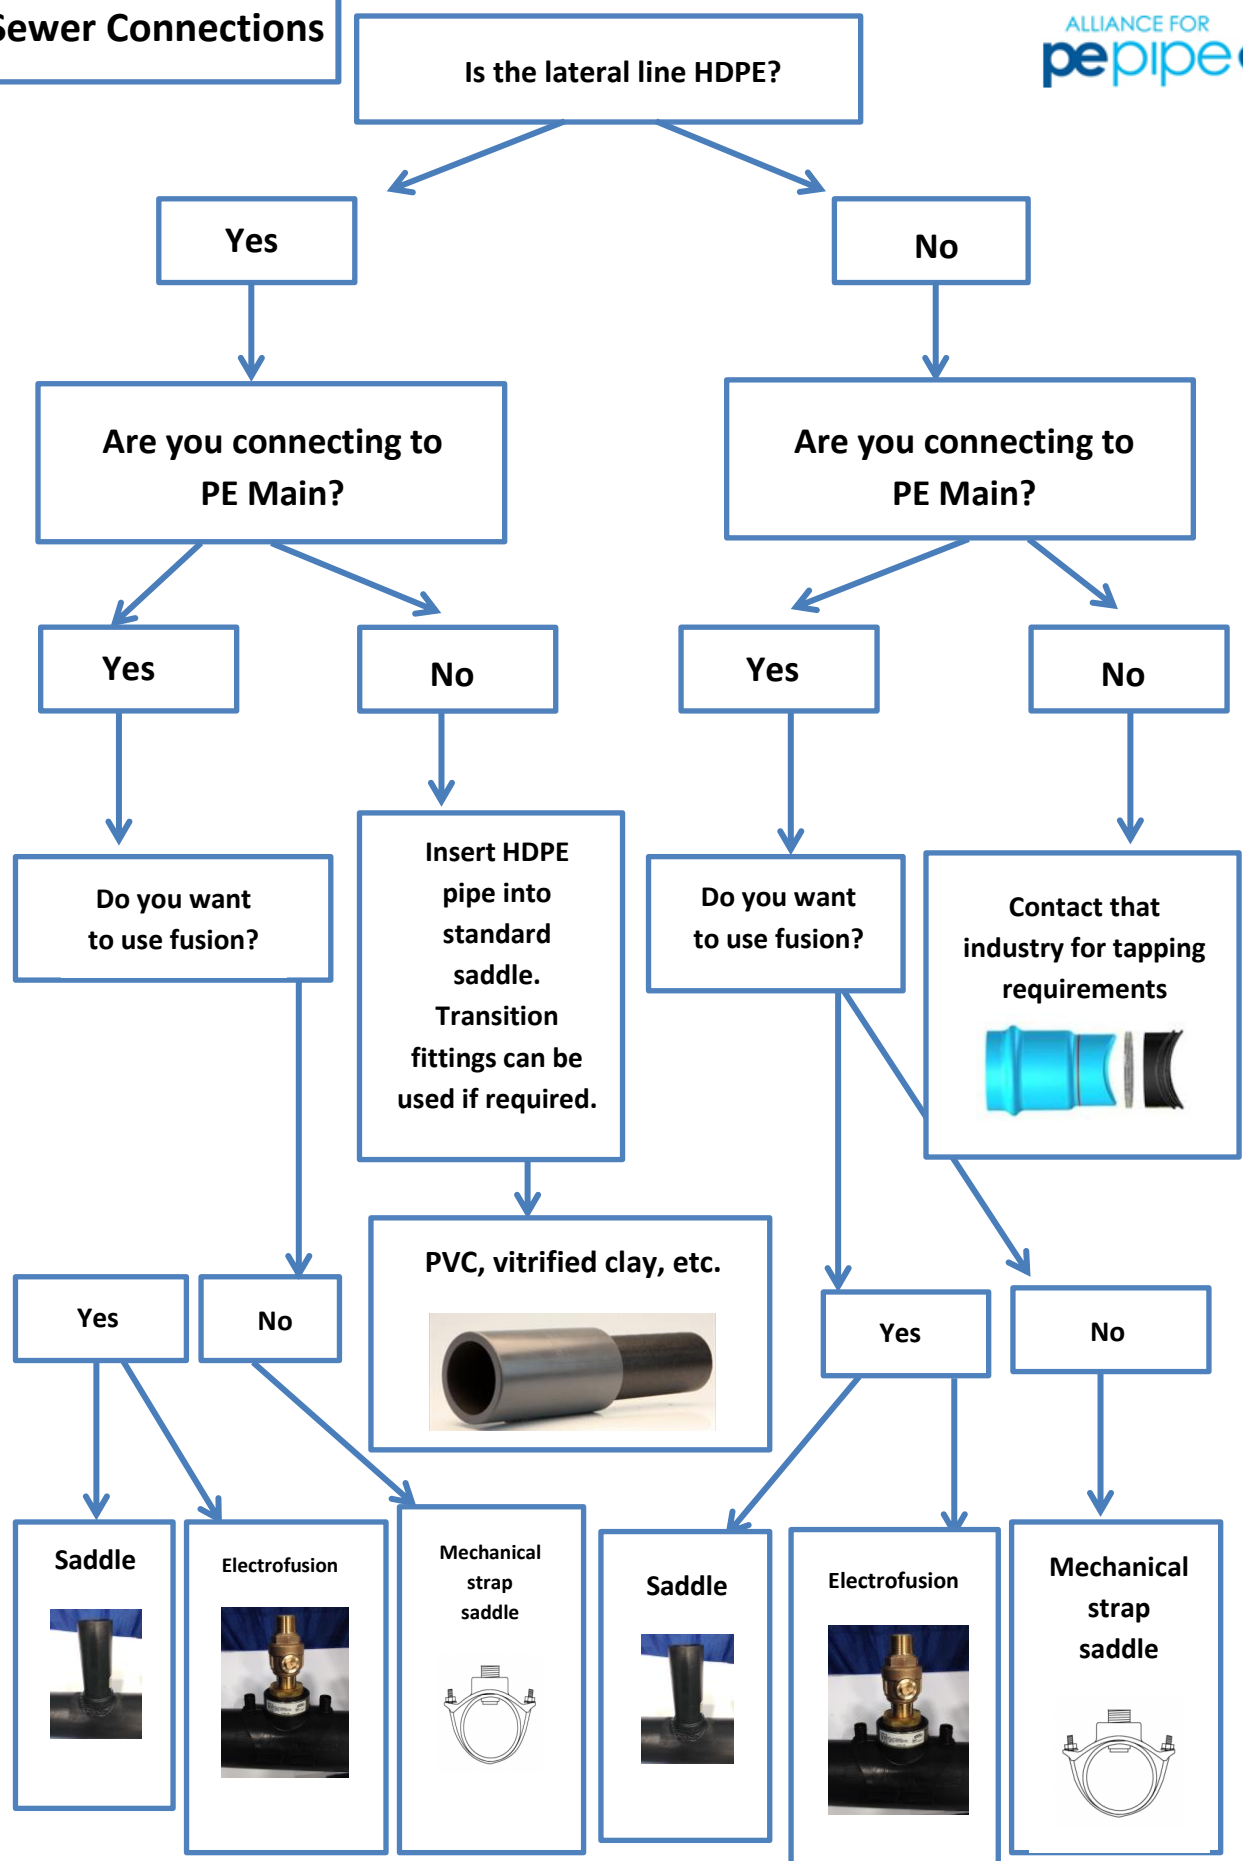 Sewer Connections
ALLIANCE FOR
pepipe
Is the lateral line HDPE?
Yes
No
Are you connecting to
PE Main?
Are you connecting to
PE Main?
Yes
No
Yes
No
Do you want
to use fusion?
Insert HDPE
pipe into
standard
saddle.
Transition
fittings can be
used if required.
Do you want
to use fusion?
Contact that
industry for tapping
requirements
PVC, vitrified clay, etc.
Yes
No
Yes
No
Saddle
Electrofusion
Mechanical
strap
saddle
Saddle
Electrofusion
Mechanical
strap
saddle